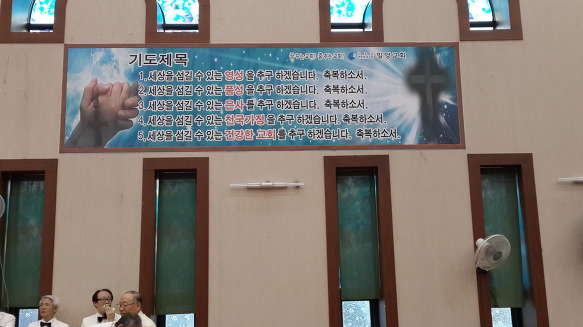 기도제목
밀양교회
1. 세상을 섬길 수 있는 영성을 추구 하겠습니다. 축복하소서.
2. 세상을 섬길 수 있는 품성을 추구 하겠습니다. 축복하소서.
3. 세상을 섬길 수 있는 은사를 추구 하겠습니다. 축복하소서.
4. 세상을 섬길 수 있는 천국가정을 추구 하겠습니다. 축복하소서.
5. 세상을 섬길 수 있는 건강한 교회를 추구 하겠습니다. 축복하소서.